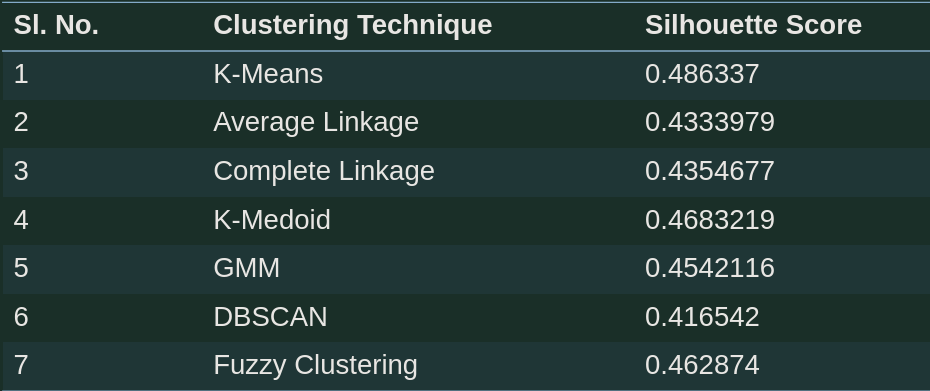 Sl. No. Clustering Technique Silhouette Score
1 K-Means 0.486337
2 Average Linkage 0.4333979
3 Complete Linkage 0.4354677
4 K-Medoid 0.4683219
5 GMM 0.4542116
6 DBSCAN 0.416542
7 Fuzzy Clustering 0.462874